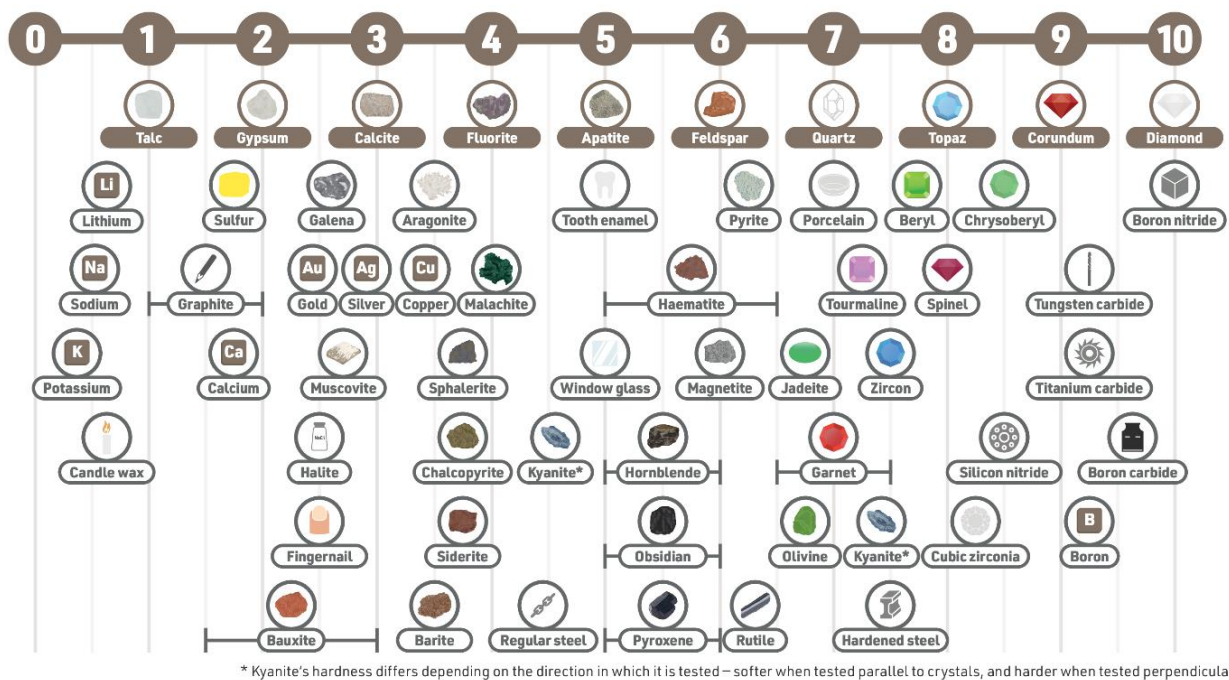 0 1 2 3 4 5 6 7 8 9 10
Talc Gypsum Calcite Fluorite Apatite Feldspar Quartz Topaz Corundum Diamond
Li
Lithium Sulfur Galena Aragonite Tooth enamel Pyrite Porcelain Beryl Chrysoberyl Boron nitride
Na Au Ag Cu
Sodium Graphite Gold Silver Copper Malachite Haematite Tourmaline Spinel Tungsten carbide
K Ca
Potassium Calcium Muscovite Sphalerite Window glass Magnetite Jadeite Zircon Titanium carbide
NaCl
Candle wax Halite Chalcopyrite Kyanite* Hornblende Garnet Silicon nitride Boron carbide
B
Fingernail Siderite Obsidian Olivine Kyanite* Cubic zirconia Boron
Bauxite Barite Regular steel Pyroxene Rutile Hardened steel
* Kyanite's hardness differs depending on the direction in which it is tested – softer when tested parallel to crystals, and harder when tested perpendicula